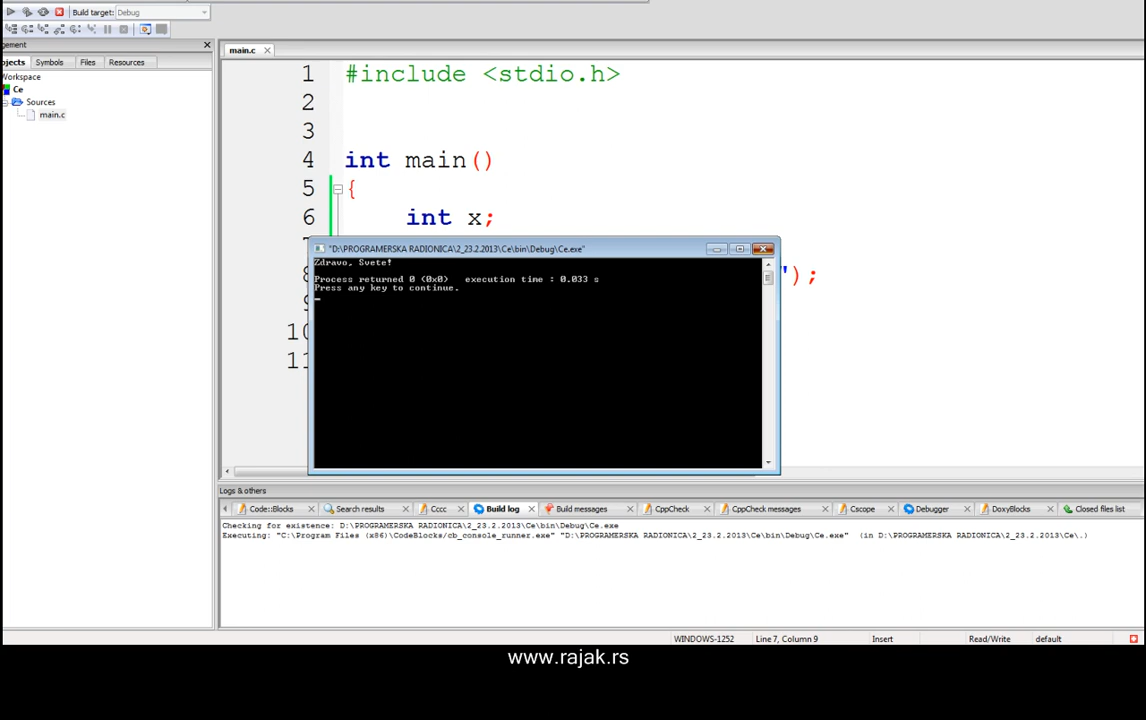 Build target: Debug
gement
ojects Symbols Files Resources
Workspace
Ce
Sources
main.c
main.c
1 #include <stdio.h>
2
3
4 int main()
5 {
6 int x;
"D:\PROGRAMERSKA RADIONICA\2_23.2.2013\Ce\bin\Debug\Ce.exe"
Zdravo, Svete!
Process returned 0 (0x0) execution time : 0.033 s
Press any key to continue.
");
10
11
Logs & others
Code::Blocks Search results Cccc Build log Build messages CppCheck CppCheck messages Cscope Debugger DoxyBlocks Closed files list
Checking for existence: D:\PROGRAMERSKA RADIONICA\2_23.2.2013\Ce\bin\Debug\Ce.exe
Executing: "C:\Program Files (x86)\CodeBlocks/cb_console_runner.exe" "D:\PROGRAMERSKA RADIONICA\2_23.2.2013\Ce\bin\Debug\Ce.exe" (in D:\PROGRAMERSKA RADIONICA\2_23.2.2013\Ce\.)
WINDOWS-1252 Line 7, Column 9 Insert Read/Write default
www.rajak.rs